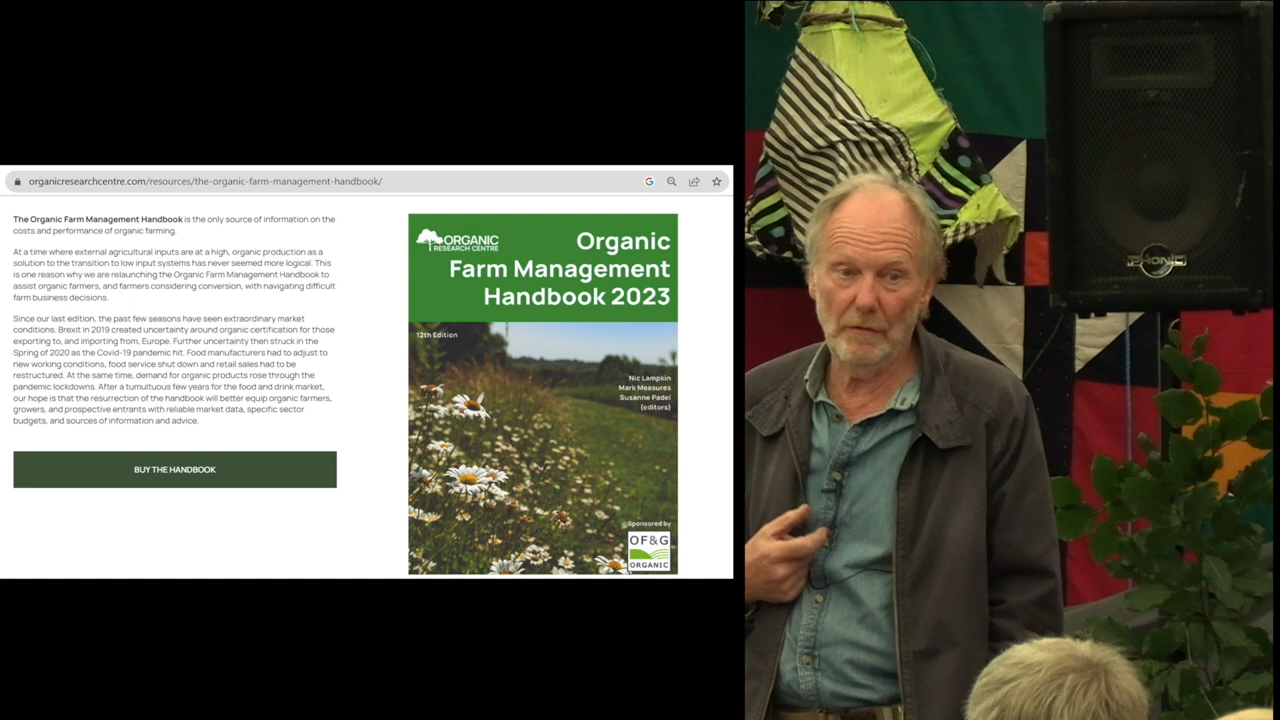 organicresearchcentre.com/resources/the-organic-farm-management-handbook/
The Organic Farm Management Handbook is the only source of information on the
costs and performance of organic farming.
At a time where external agricultural inputs are at a high, organic production as a
solution to the transition to low input systems has never seemed more logical. This
is one reason why we are relaunching the Organic Farm Management Handbook to
assist organic farmers, and farmers considering conversion, with navigating difficult
farm business decisions.
Since our last edition, the past few seasons have seen extraordinary market
conditions. Brexit in 2019 created uncertainty around organic certification for those
exporting to, and importing from, Europe. Further uncertainty then struck in the
Spring of 2020 as the Covid-19 pandemic hit. Food manufacturers had to adjust to
new working conditions, food service shut down and retail sales had to be
restructured. At the same time, demand for organic products rose through the
pandemic lockdowns. After a tumultuous few years for the food and drink market,
our hope is that the resurrection of the handbook will better equip organic farmers,
growers, and prospective entrants with reliable market data, specific sector
budgets, and sources of information and advice.
BUY THE HANDBOOK
ORGANIC
RESEARCH CENTRE
Organic
Farm Management
Handbook 2023
12th Edition
Nic Lampkin
Mark Measures
Susanne Padel
(editors)
Sponsored by
OF&G
ORGANIC
PHONIC